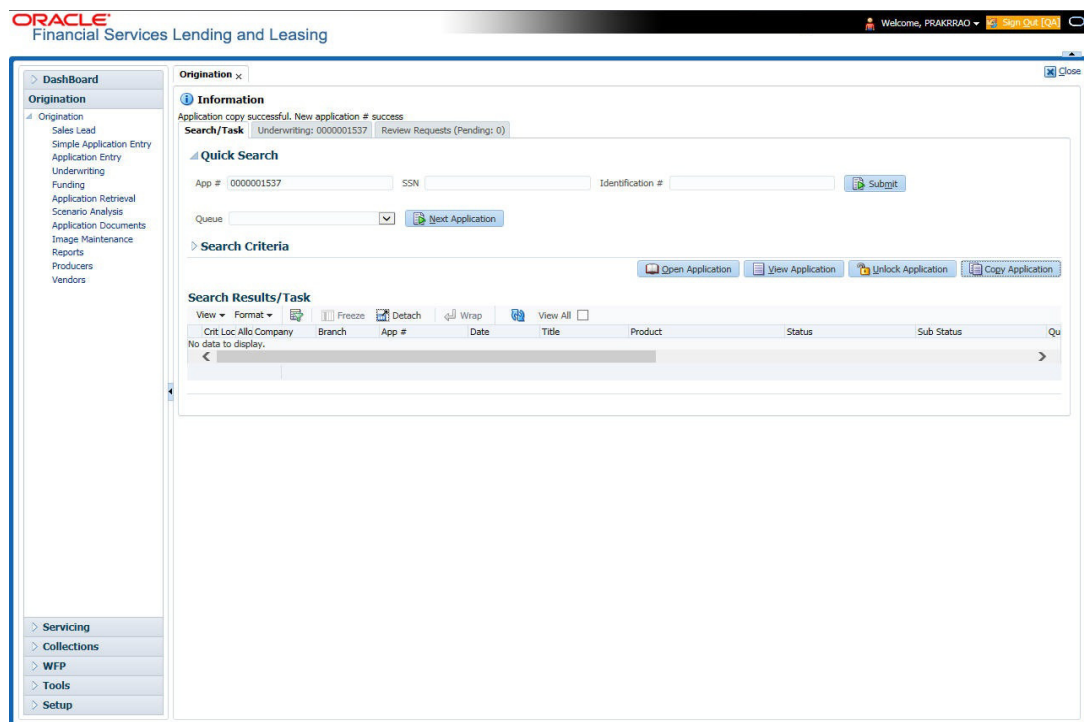 ORACLE®
Financial Services Lending and Leasing
Welcome, PRAKRRAO
Sign Out [QA]
DashBoard
Origination
Origination
Sales Lead
Simple Application Entry
Application Entry
Underwriting
Funding
Application Retrieval
Scenario Analysis
Application Documents
Image Maintenance
Reports
Producers
Vendors
Servicing
Collections
WFP
Tools
Setup
Origination x
Close
Information
Application copy successful. New application # success
Search/Task Underwriting: 0000001537 Review Requests (Pending: 0)
Quick Search
App # 0000001537 SSN Identification # Submit
Queue Next Application
Search Criteria
Open Application View Application Unlock Application Copy Application
Search Results/Task
View Format Freeze Detach Wrap View All
Crit Loc Allo Company Branch App # Date Title Product Status Sub Status Qu
No data to display.